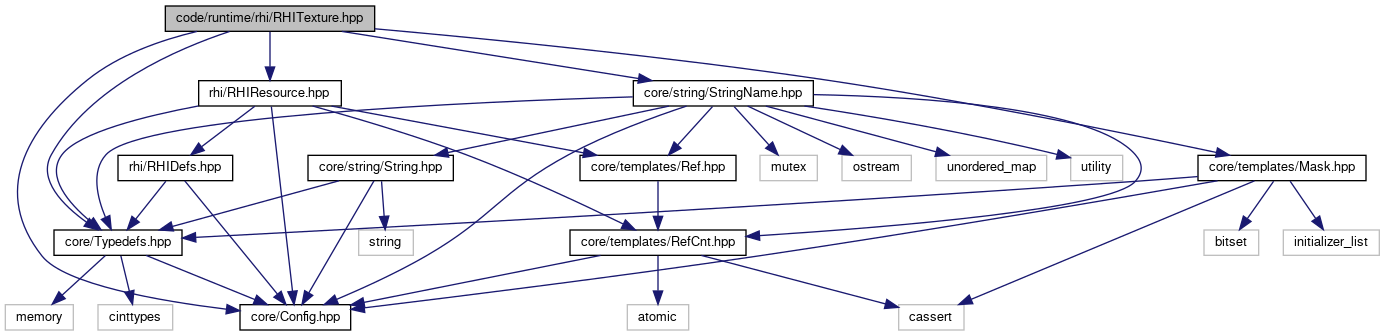 code/runtime/rhi/RHITexture.hpp
rhi/RHIResource.hpp
core/string/StringName.hpp
rhi/RHIDefs.hpp
core/string/String.hpp
core/templates/Ref.hpp
mutex
ostream
unordered_map
utility
core/templates/Mask.hpp
core/Typedefs.hpp
string
core/templates/RefCnt.hpp
bitset
initializer_list
memory
cinttypes
core/Config.hpp
atomic
cassert